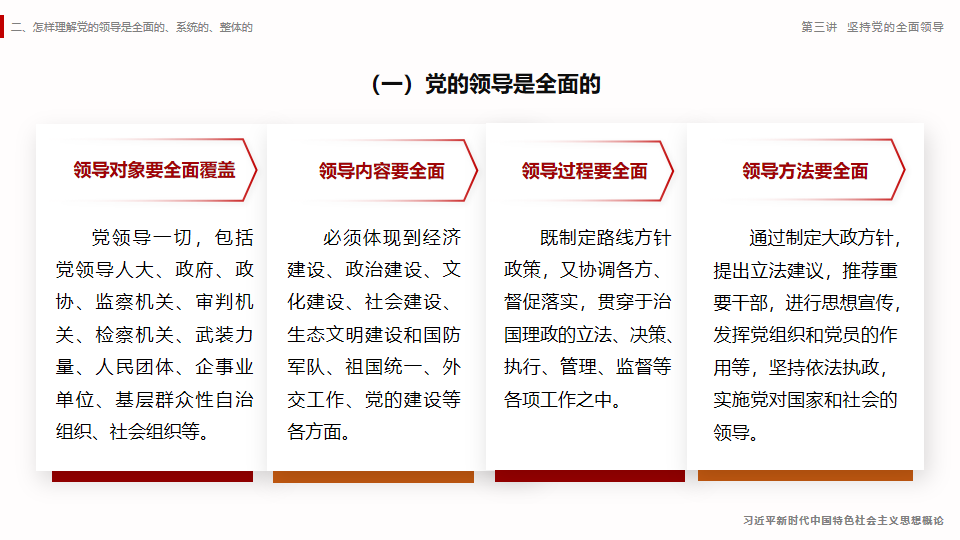 二、怎样理解党的领导是全面的、系统的、整体的
第三讲 坚持党的全面领导
（一）党的领导是全面的
领导对象要全面覆盖
党领导一切，包括
党领导人大、政府、政
协、监察机关、审判机
关、检察机关、武装力
量、人民团体、企事业
单位、基层群众性自治
组织、社会组织等。
领导内容要全面
必须体现到经济
建设、政治建设、文
化建设、社会建设、
生态文明建设和国防
军队、祖国统一、外
交工作、党的建设等
各方面。
领导过程要全面
既制定路线方针
政策，又协调各方、
督促落实，贯穿于治
国理政的立法、决策、
执行、管理、监督等
各项工作之中。
领导方法要全面
通过制定大政方针，
提出立法建议，推荐重
要干部，进行思想宣传，
发挥党组织和党员的作
用等，坚持依法执政，
实施党对国家和社会的
领导。
习近平新时代中国特色社会主义思想概论